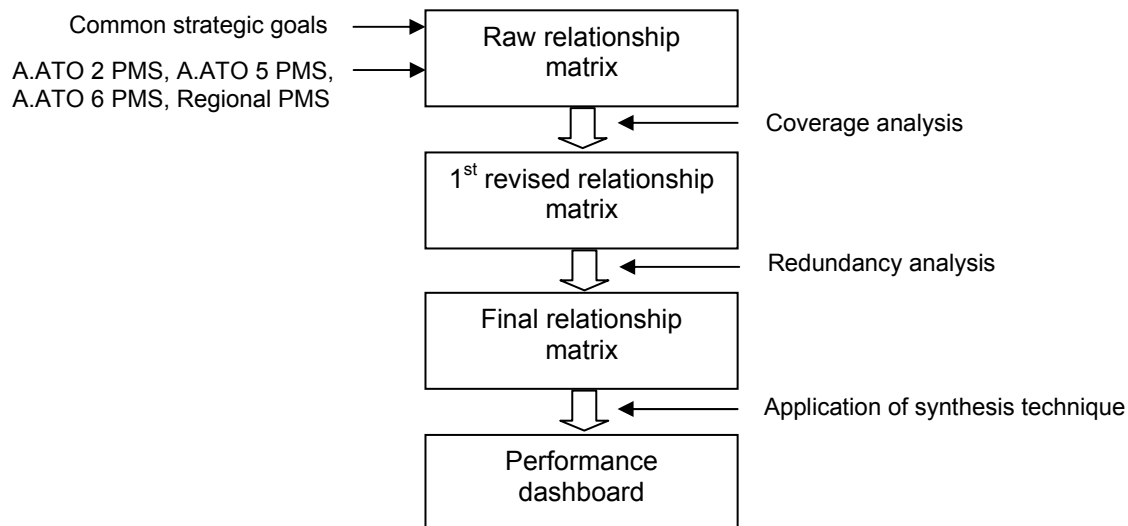 Common strategic goals
A.ATO 2 PMS, A.ATO 5 PMS,
A.ATO 6 PMS, Regional PMS
Raw relationship
matrix
Coverage analysis
1st revised relationship
matrix
Redundancy analysis
Final relationship
matrix
Application of synthesis technique
Performance
dashboard